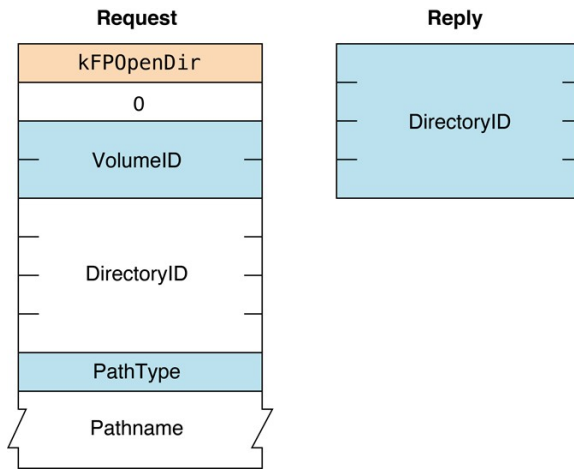 Request
kFPOpenDir
0
VolumeID
DirectoryID
PathType
Pathname
Reply
DirectoryID